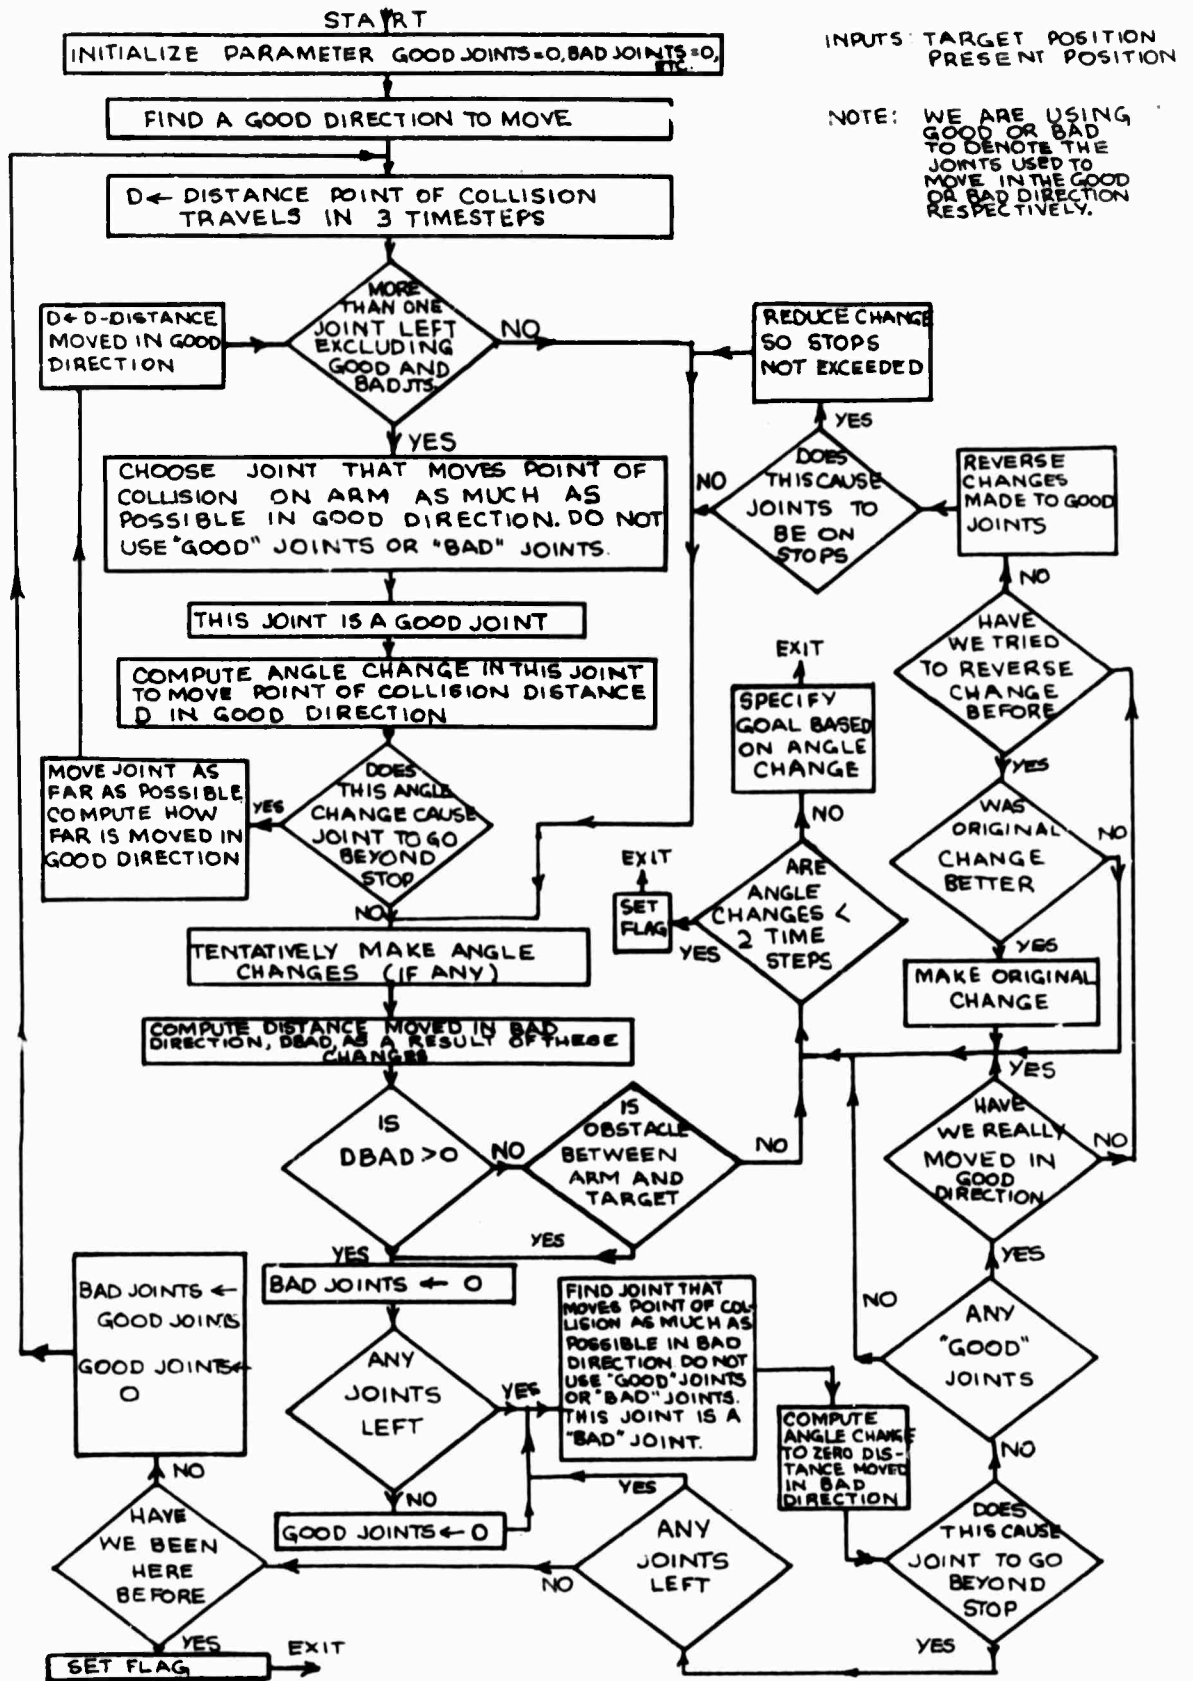 START
INITIALIZE PARAMETER GOOD JOINTS=0, BAD JOINTS=0,
ETC.
INPUTS: TARGET POSITION
PRESENT POSITION
FIND A GOOD DIRECTION TO MOVE
NOTE: WE ARE USING
GOOD OR BAD
TO DENOTE THE
JOINTS USED TO
MOVE IN THE GOOD
OR BAD DIRECTION
RESPECTIVELY.
D← DISTANCE POINT OF COLLISION
TRAVELS IN 3 TIMESTEPS
MORE
THAN ONE
JOINT LEFT
EXCLUDING
GOOD AND
BAD JTS.
NO
YES
D← D-DISTANCE
MOVED IN GOOD
DIRECTION
REDUCE CHANGE
SO STOPS
NOT EXCEEDED
YES
DOES
THIS CAUSE
JOINTS TO
BE ON
STOPS
NO
REVERSE
CHANGES
MADE TO GOOD
JOINTS
NO
CHOOSE JOINT THAT MOVES POINT OF
COLLISION ON ARM AS MUCH AS
POSSIBLE IN GOOD DIRECTION. DO NOT
USE "GOOD" JOINTS OR "BAD" JOINTS.
THIS JOINT IS A GOOD JOINT
COMPUTE ANGLE CHANGE IN THIS JOINT
TO MOVE POINT OF COLLISION DISTANCE
D IN GOOD DIRECTION
HAVE
WE TRIED
TO REVERSE
CHANGE
BEFORE
YES
EXIT
SPECIFY
GOAL BASED
ON ANGLE
CHANGE
NO
MOVE JOINT AS
FAR AS POSSIBLE
COMPUTE HOW
FAR IS MOVED IN
GOOD DIRECTION
YES
DOES
THIS ANGLE
CHANGE CAUSE
JOINT TO GO
BEYOND
STOP
NO
WAS
ORIGINAL
CHANGE
BETTER
NO
YES
EXIT
SET
FLAG
YES
ARE
ANGLE
CHANGES <
2 TIME
STEPS
TENTATIVELY MAKE ANGLE
CHANGES (IF ANY)
MAKE ORIGINAL
CHANGE
COMPUTE DISTANCE MOVED IN BAD
DIRECTION, DBAD, AS A RESULT OF THESE
CHANGES
YES
IS
DBAD >0
NO
YES
IS
OBSTACLE
BETWEEN
ARM AND
TARGET
NO
YES
HAVE
WE REALLY
MOVED IN
GOOD
DIRECTION
NO
YES
BAD JOINTS ←
GOOD JOINTS
GOOD JOINTS←
0
BAD JOINTS ← 0
FIND JOINT THAT
MOVES POINT OF COL-
LISION AS MUCH AS
POSSIBLE IN BAD
DIRECTION. DO NOT
USE "GOOD" JOINTS
OR "BAD" JOINTS.
THIS JOINT IS A
"BAD" JOINT.
NO
ANY
"GOOD"
JOINTS
ANY
JOINTS
LEFT
YES
NO
COMPUTE
ANGLE CHANGE
TO ZERO DIS-
TANCE MOVED
IN BAD
DIRECTION
NO
NO
GOOD JOINTS ← 0
YES
HAVE
WE BEEN
HERE
BEFORE
ANY
JOINTS
LEFT
NO
DOES
THIS CAUSE
JOINT TO GO
BEYOND
STOP
YES
YES
SET FLAG
EXIT